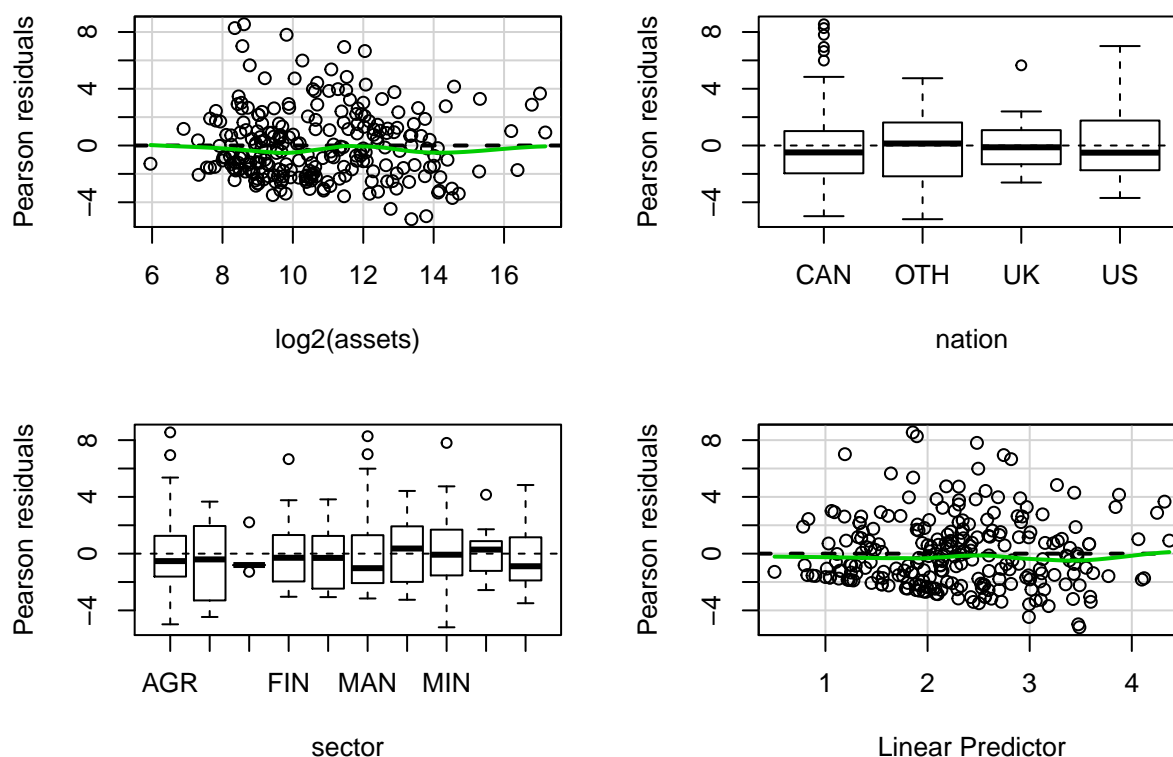 Pearson residuals
8
4
0
−4
6 8 10 12 14 16
log2(assets)
Pearson residuals
8
4
0
−4
CAN OTH UK US
nation
Pearson residuals
8
4
0
−4
AGR FIN MAN MIN
sector
Pearson residuals
8
4
0
−4
1 2 3 4
Linear Predictor